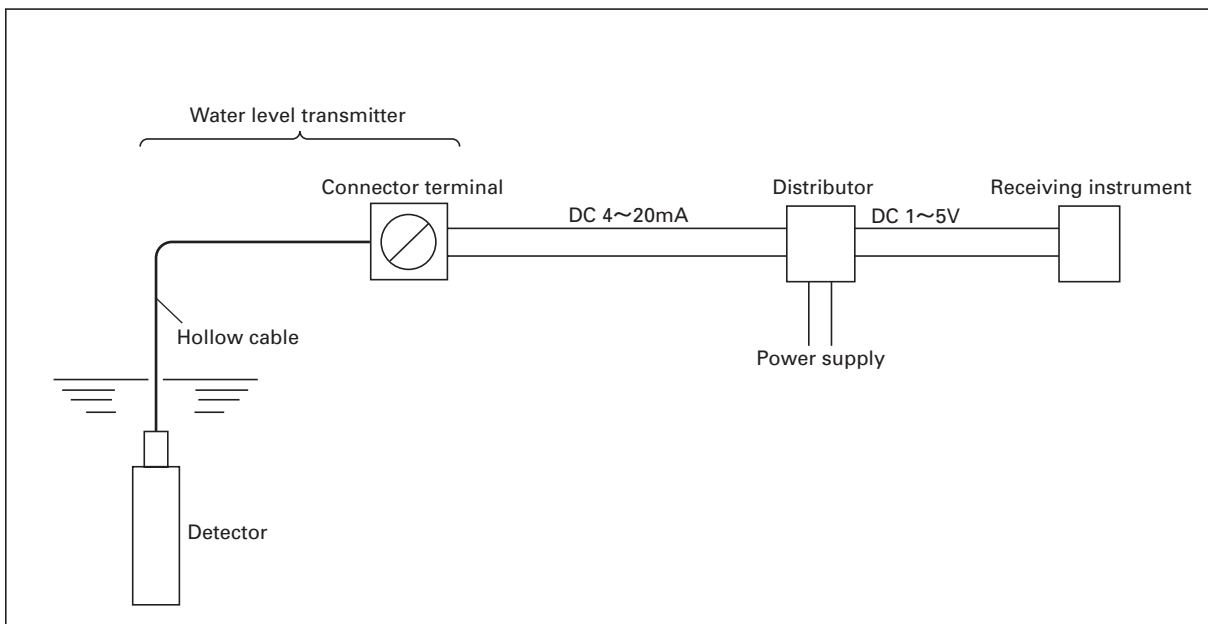 Water level transmitter
Connector terminal
Distributor
Receiving instrument
DC 4～20mA
DC 1～5V
Hollow cable
Power supply
Detector